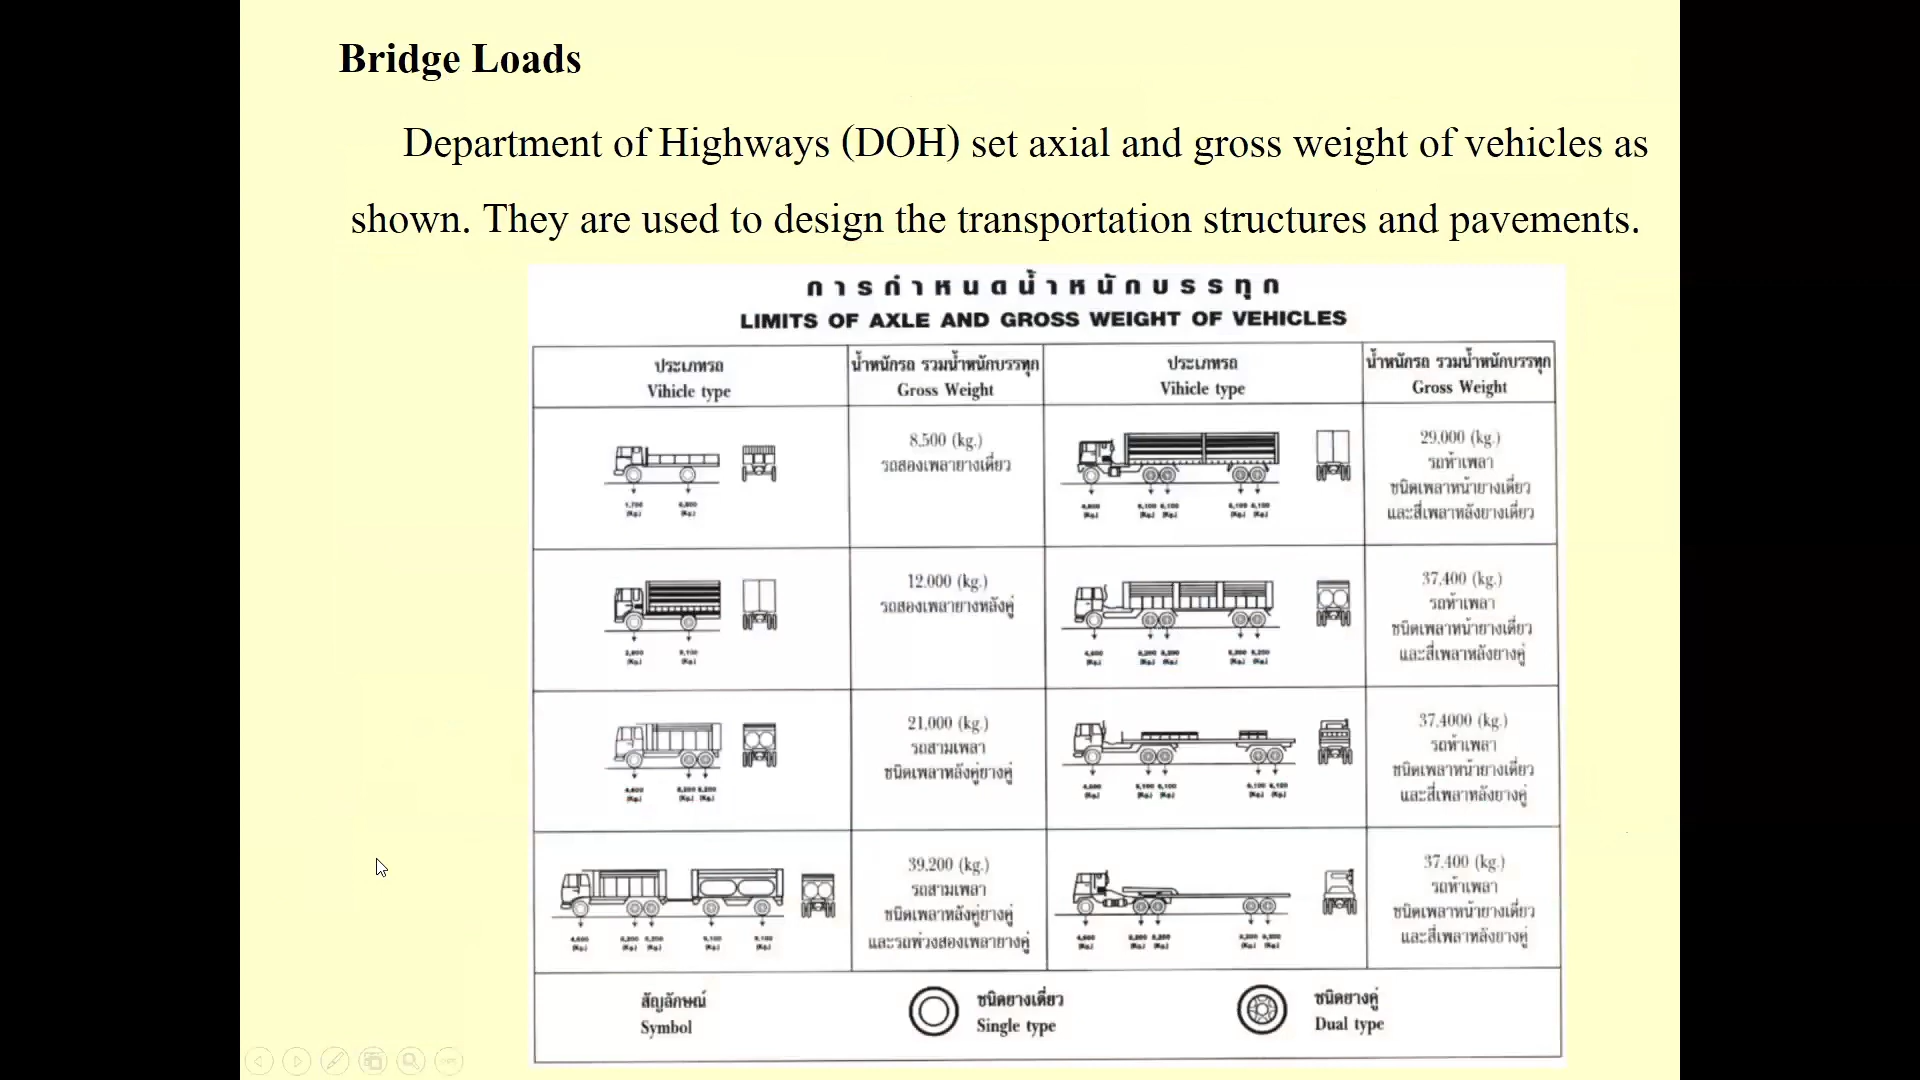 Bridge Loads
Department of Highways (DOH) set axial and gross weight of vehicles as
shown. They are used to design the transportation structures and pavements.
การกำหนดน้ำหนักบรรทุก
LIMITS OF AXLE AND GROSS WEIGHT OF VEHICLES
ประเภทรถ
Vihicle type
น้ำหนักรถ รวมน้ำหนักบรรทุก
Gross Weight
ประเภทรถ
Vihicle type
น้ำหนักรถ รวมน้ำหนักบรรทุก
Gross Weight
8,500 (kg.)
รถสองเพลายางเดี่ยว
29,000 (kg.)
รถห้าเพลา
ชนิดเพลาหน้ายางเดี่ยว
และสี่เพลาหลังยางเดี่ยว
12.000 (kg.)
รถสองเพลายางหลังคู่
37,400 (kg.)
รถห้าเพลา
ชนิดเพลาหน้ายางเดี่ยว
และสี่เพลาหลังยางคู่
21,000 (kg.)
รถสามเพลา
ชนิดเพลาหลังคู่ยางคู่
37,4000 (kg.)
รถห้าเพลา
ชนิดเพลาหน้ายางเดี่ยว
และสี่เพลาหลังยางคู่
39,200 (kg.)
รถสามเพลา
ชนิดเพลาหลังคู่ยางคู่
และรถพ่วงสองเพลายางคู่
37,400 (kg.)
รถห้าเพลา
ชนิดเพลาหน้ายางเดี่ยว
และสี่เพลาหลังยางคู่
สัญลักษณ์
Symbol
ชนิดยางเดี่ยว
Single type
ชนิดยางคู่
Dual type